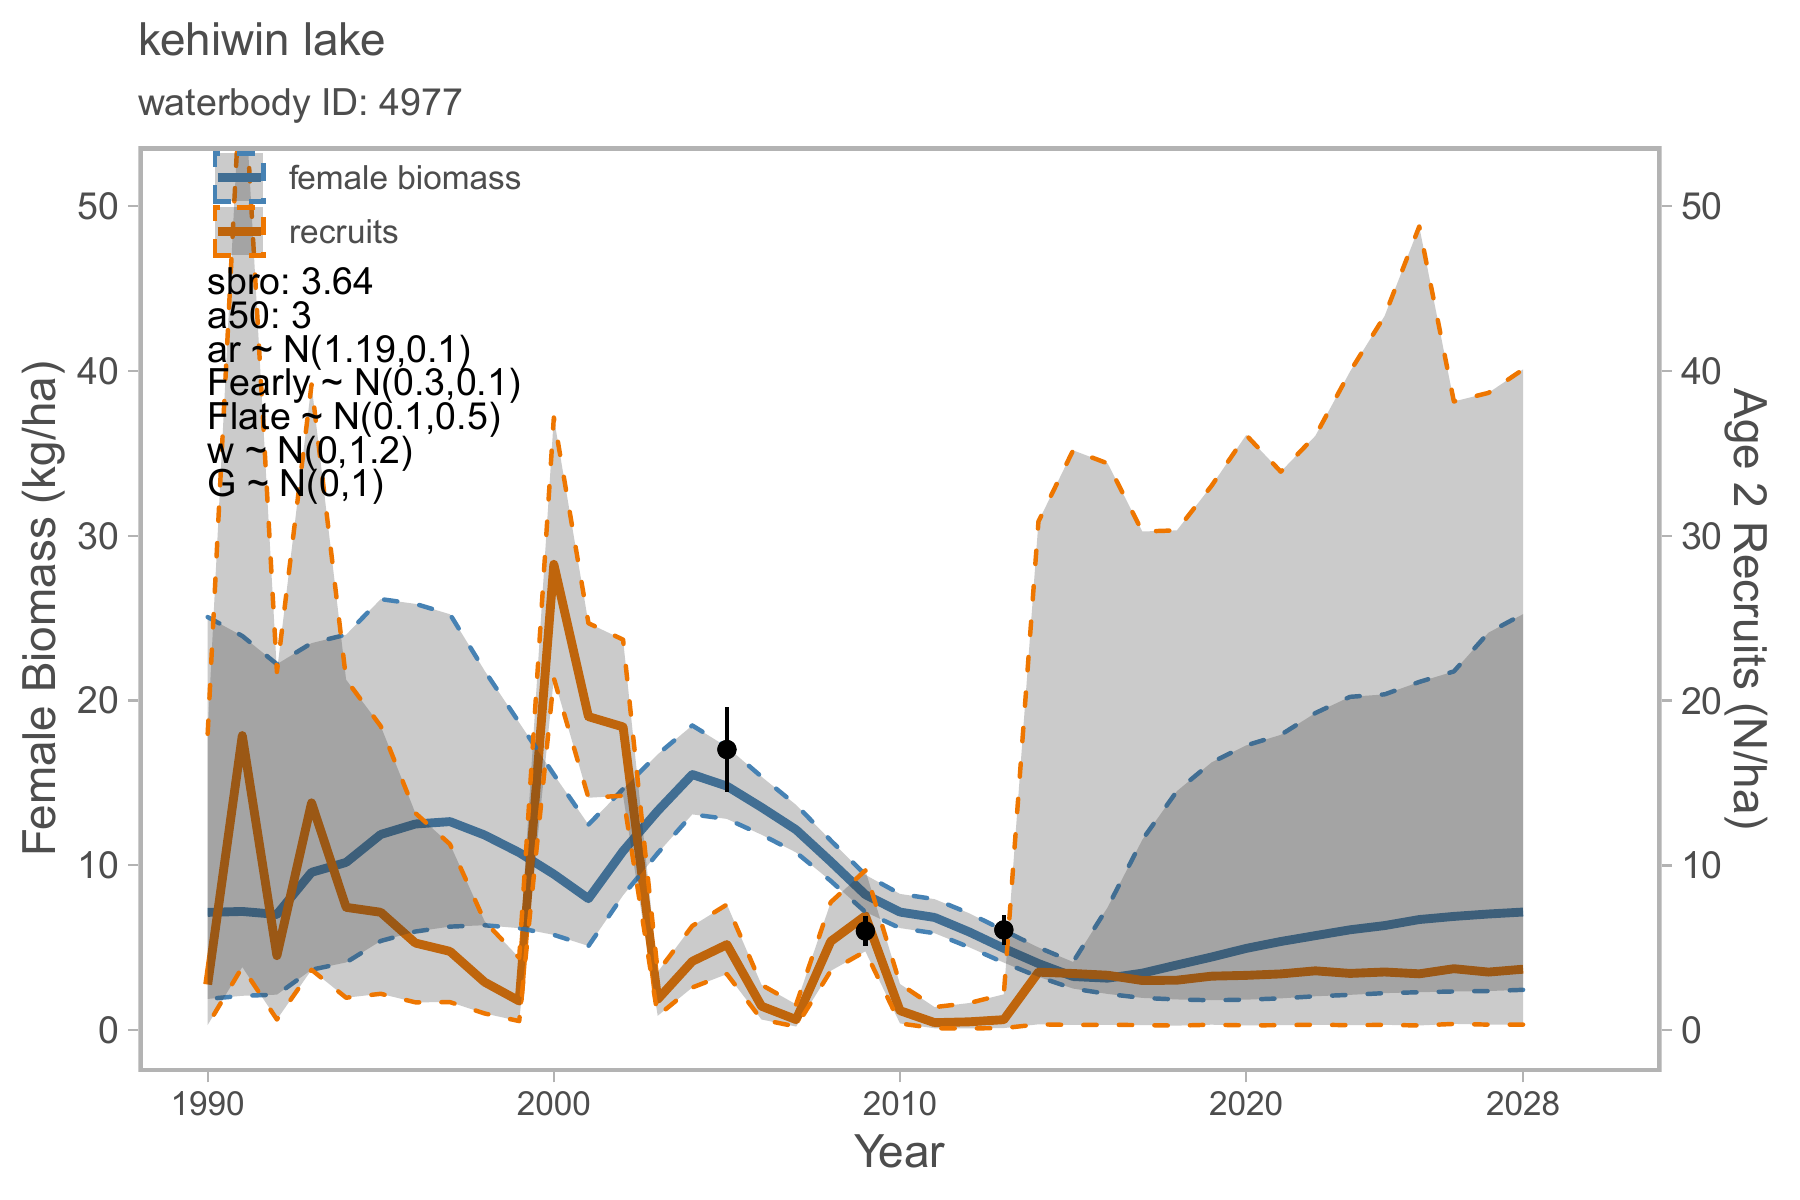 kehiwin lake
waterbody ID: 4977
female biomass
recruits
sbro: 3.64
a50: 3
ar ~ N(1.19,0.1)
Fearly ~ N(0.3,0.1)
Flate ~ N(0.1,0.5)
w ~ N(0,1.2)
G ~ N(0,1)
Female Biomass (kg/ha)
50
40
30
20
10
0
50
40
30
20
10
0
Age 2 Recruits (N/ha)
1990
2000
2010
2020
2028
Year